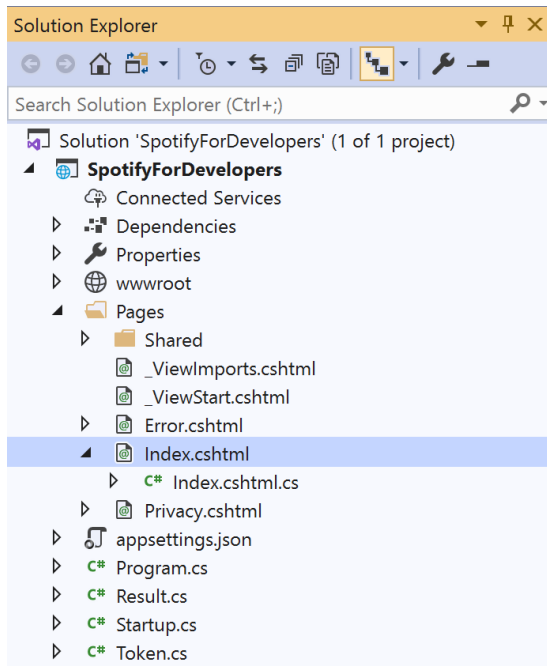 Solution Explorer
Search Solution Explorer (Ctrl+;)
Solution 'SpotifyForDevelopers' (1 of 1 project)
SpotifyForDevelopers
Connected Services
Dependencies
Properties
wwwroot
Pages
Shared
_ViewImports.cshtml
_ViewStart.cshtml
Error.cshtml
Index.cshtml
C# Index.cshtml.cs
Privacy.cshtml
appsettings.json
C# Program.cs
C# Result.cs
C# Startup.cs
C# Token.cs